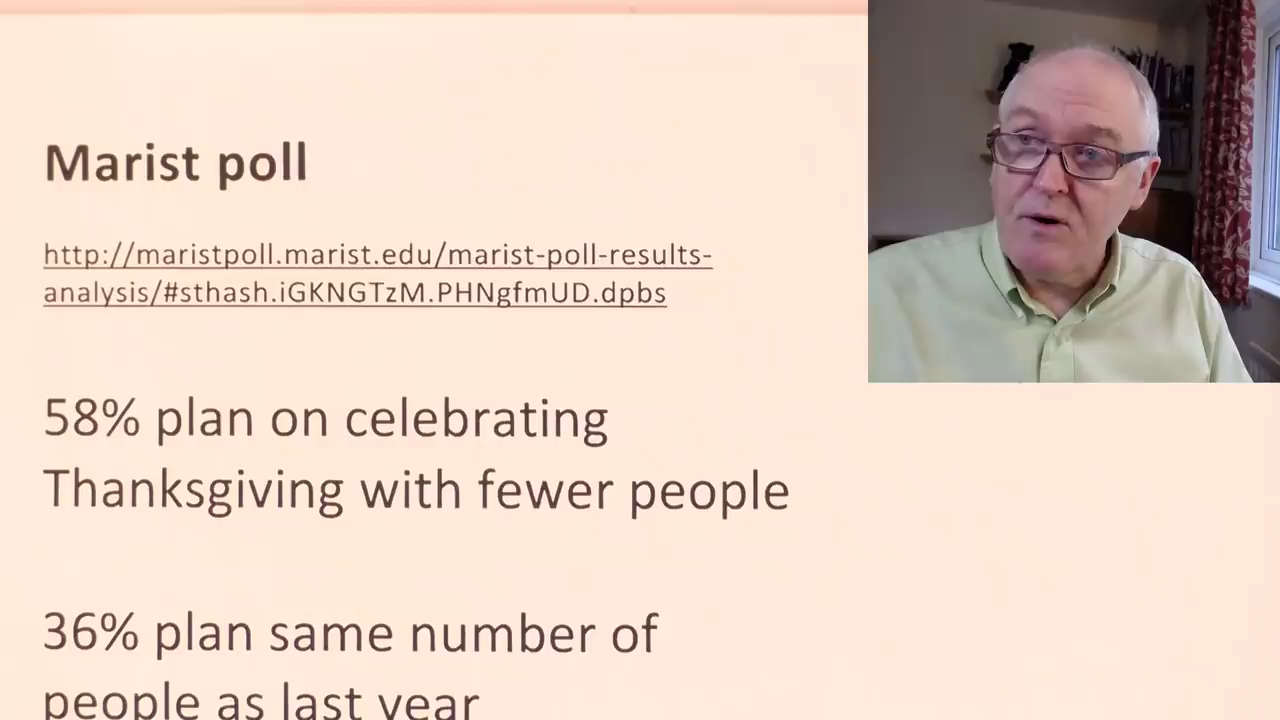 Marist poll
http://maristpoll.marist.edu/marist-poll-results-
analysis/#sthash.iGKNGTzM.PHNgfmUD.dpbs
58% plan on celebrating
Thanksgiving with fewer people
36% plan same number of
people as last year